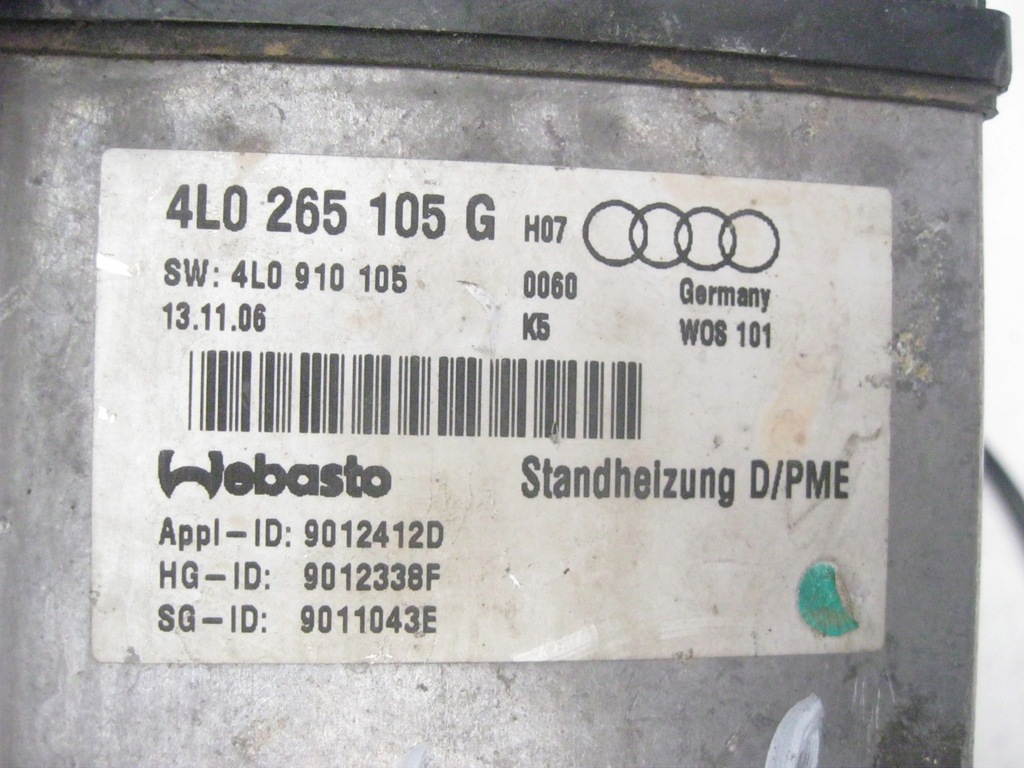 4L0 265 105 G H07
SW: 4L0 910 105 0060 Germany
13.11.06 K5 WOS 101
Webasto Standheizung D/PME
Appl-ID: 9012412D
HG-ID: 9012338F
SG-ID: 9011043E